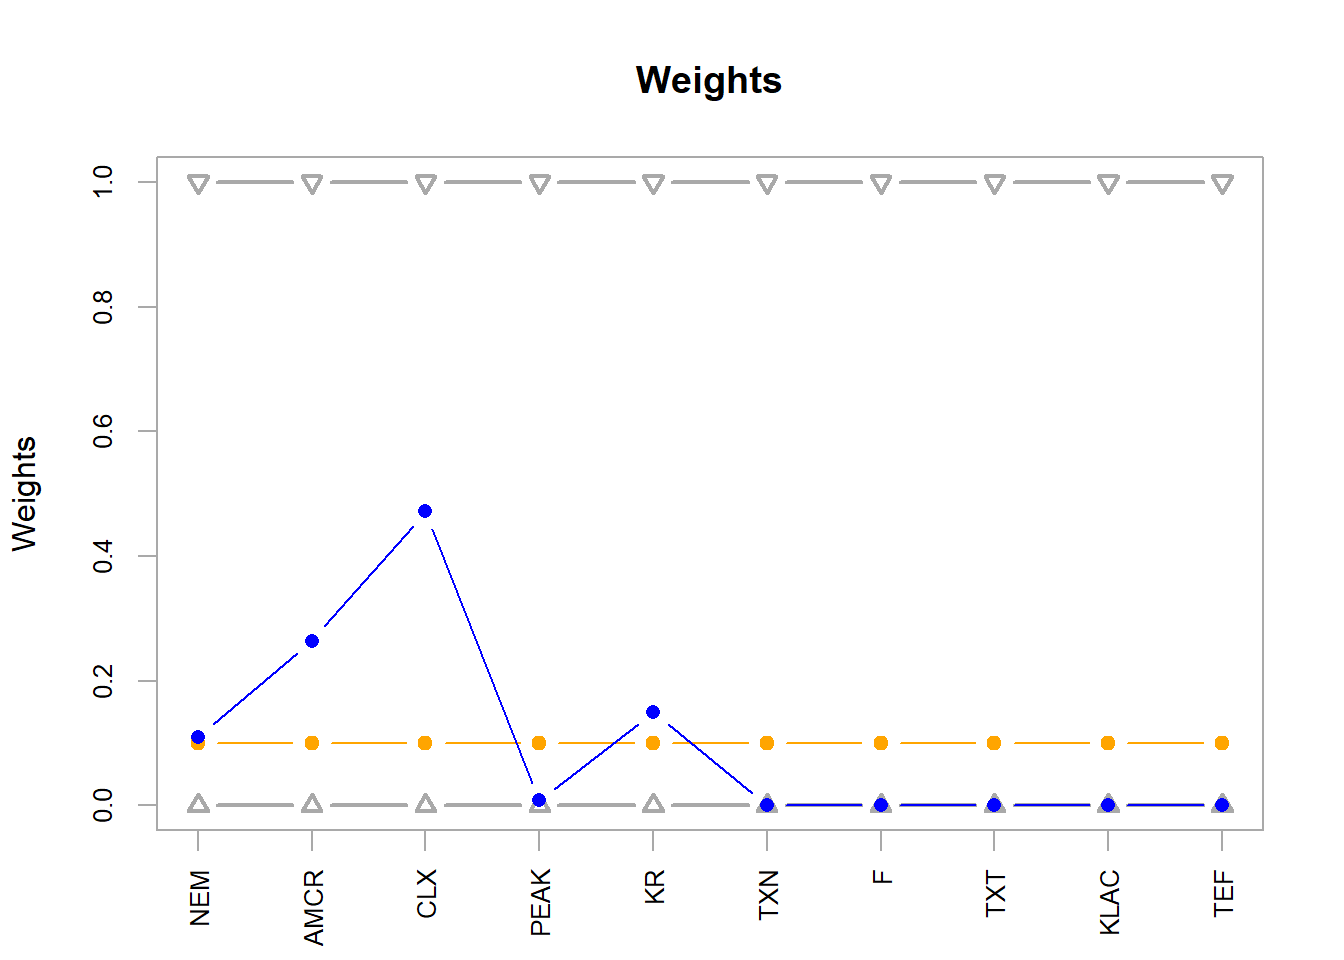 Weights
Weights
1.0
0.8
0.6
0.4
0.2
0.0
NEM
AMCR
CLX
PEAK
KR
TXN
F
TXT
KLAC
TEF